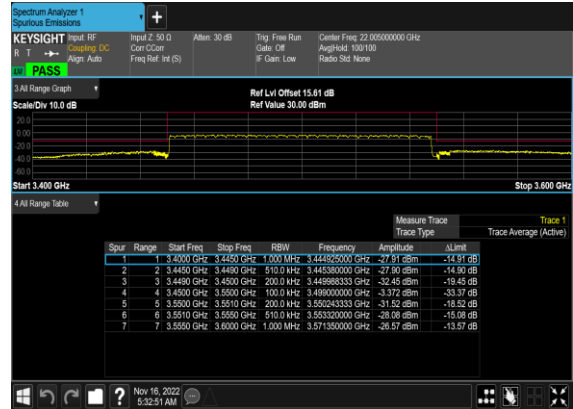 Spectrum Analyzer 1
Spurious Emissions
+
KEYSIGHT Input: RF Input Z: 50 Ω Atten: 30 dB Trig: Free Run Center Freq: 22.005000000 GHz
R T Coupling: DC Corr CCorr Gate: Off Avg|Hold: 100/100
Align: Auto Freq Ref: Int (S) IF Gain: Low Radio Std: None
PASS
3 All Range Graph
Ref Lvl Offset 15.61 dB
Scale/Div 10.0 dB Ref Value 30.00 dBm
20.0
0.00
-20.0
-40.0
-60.0
Start 3.400 GHz Stop 3.600 GHz
4 All Range Table
Measure Trace Trace 1
Trace Type Trace Average (Active)
Spur Range Start Freq Stop Freq RBW Frequency Amplitude ΔLimit
1 1 3.4000 GHz 3.4450 GHz 1.000 MHz 3.444925000 GHz -27.91 dBm -14.91 dB
2 2 3.4450 GHz 3.4490 GHz 510.0 kHz 3.445380000 GHz -27.90 dBm -14.90 dB
3 3 3.4490 GHz 3.4500 GHz 200.0 kHz 3.449988333 GHz -32.45 dBm -19.45 dB
4 4 3.4500 GHz 3.5500 GHz 100.0 kHz 3.499000000 GHz -3.372 dBm -33.37 dB
5 5 3.5500 GHz 3.5510 GHz 200.0 kHz 3.550243333 GHz -31.52 dBm -18.52 dB
6 6 3.5510 GHz 3.5550 GHz 510.0 kHz 3.553320000 GHz -28.08 dBm -15.08 dB
7 7 3.5550 GHz 3.6000 GHz 1.000 MHz 3.571350000 GHz -26.57 dBm -13.57 dB
? Nov 16, 2022
5:32:51 AM